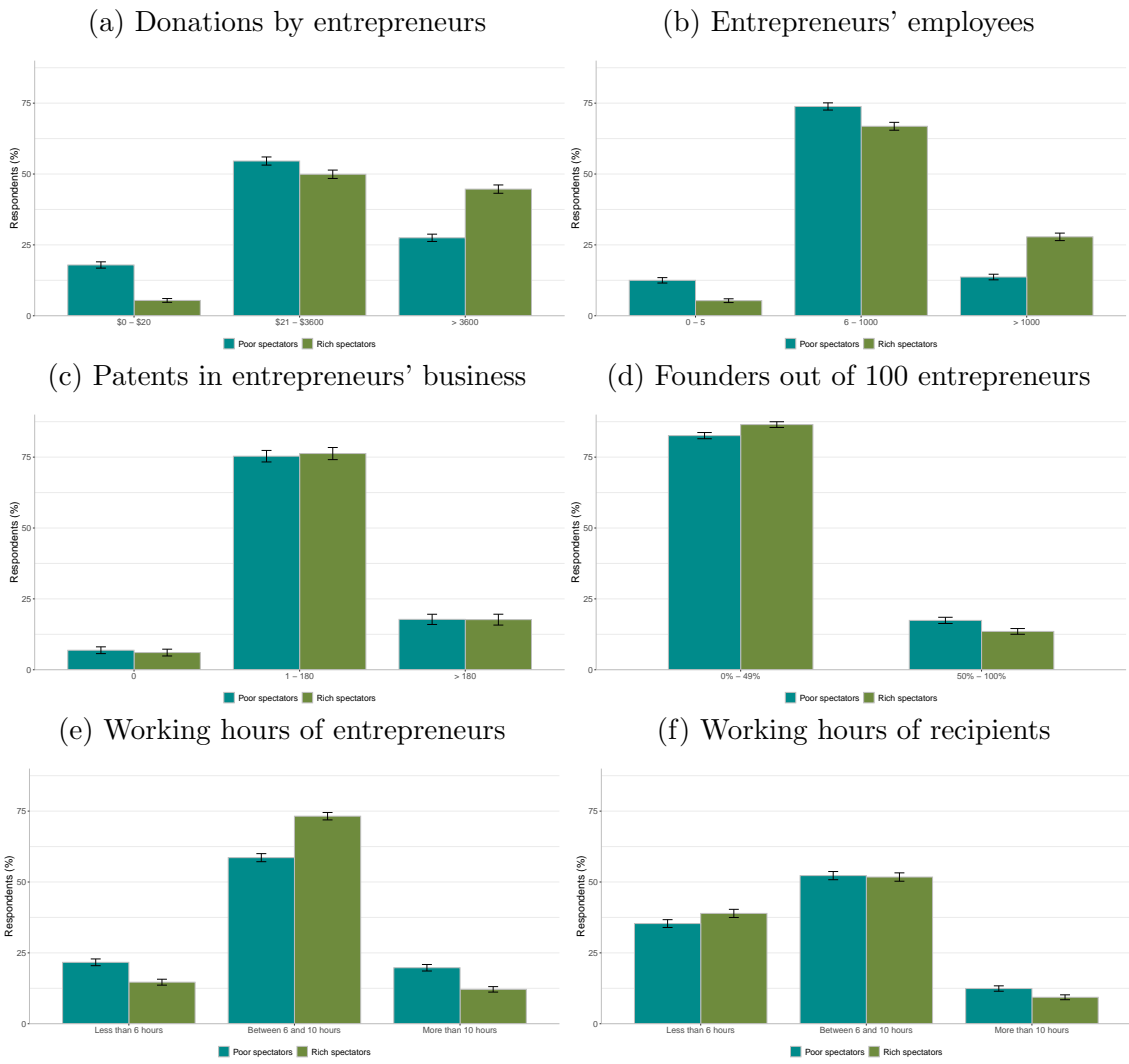 (a) Donations by entrepreneurs
Respondents (%)
75
50
25
0
$0 – $20
$21 – $3600
> 3600
Poor spectators
Rich spectators
(b) Entrepreneurs’ employees
Respondents (%)
75
50
25
0
0 – 5
6 – 1000
> 1000
Poor spectators
Rich spectators
(c) Patents in entrepreneurs’ business
Respondents (%)
75
50
25
0
0
1 – 180
> 180
Poor spectators
Rich spectators
(d) Founders out of 100 entrepreneurs
Respondents (%)
75
50
25
0
0% – 49%
50% – 100%
Poor spectators
Rich spectators
(e) Working hours of entrepreneurs
Respondents (%)
75
50
25
0
Less than 6 hours
Between 6 and 10 hours
More than 10 hours
Poor spectators
Rich spectators
(f) Working hours of recipients
Respondents (%)
75
50
25
0
Less than 6 hours
Between 6 and 10 hours
More than 10 hours
Poor spectators
Rich spectators